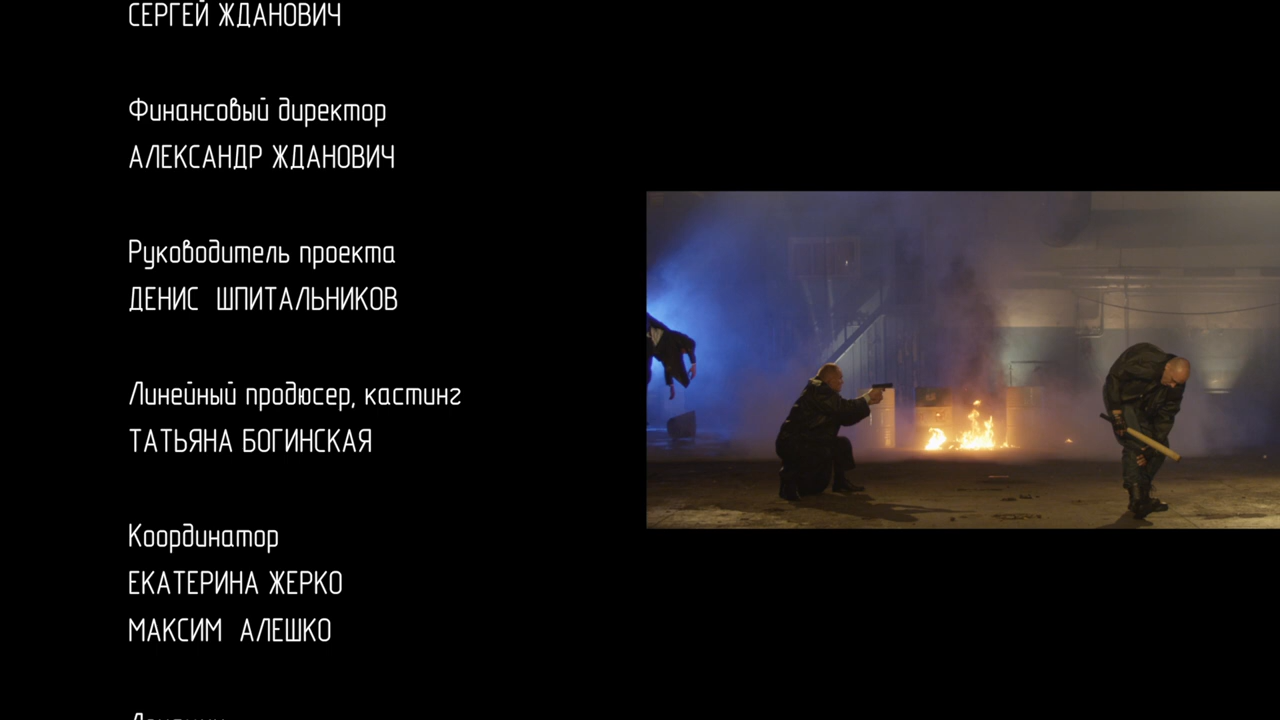 СЕРГЕЙ ЖДАНОВИЧ
Финансовый директор
АЛЕКСАНДР ЖДАНОВИЧ
Руководитель проекта
ДЕНИС ШПИТАЛЬНИКОВ
Линейный продюсер, кастинг
ТАТЬЯНА БОГИНСКАЯ
Координатор
ЕКАТЕРИНА ЖЕРКО
МАКСИМ АЛЕШКО